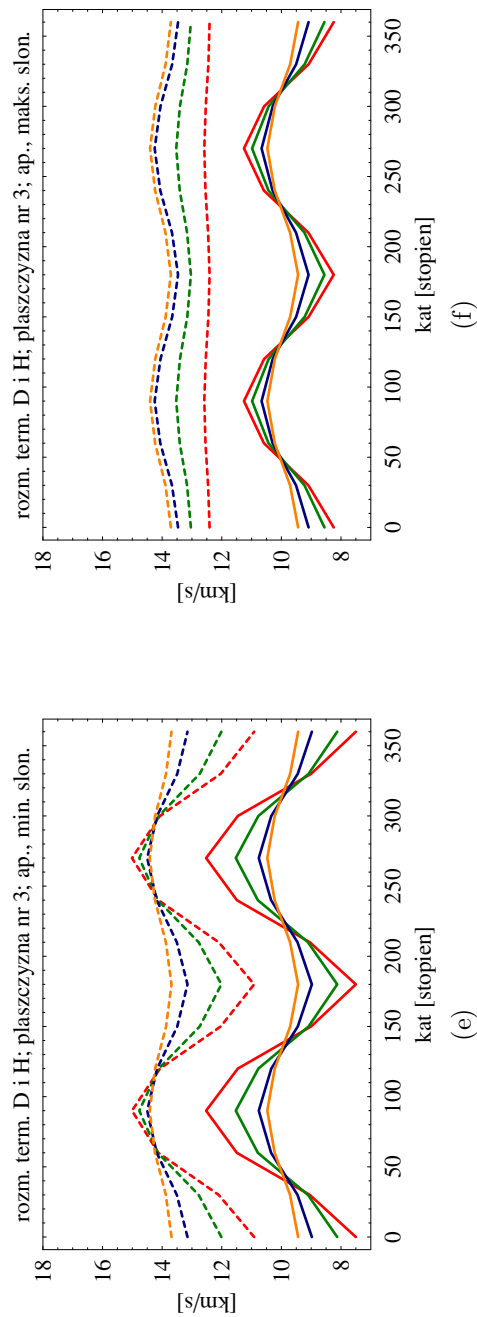 rozm. term. D i H; plaszczyzna nr 3; ap., min. slon.
18
16
14
12
10
8
[km/s]
0 50 100 150 200 250 300 350
kat [stopien]
(e)
rozm. term. D i H; plaszczyzna nr 3; ap., maks. slon.
18
16
14
12
10
8
[km/s]
0 50 100 150 200 250 300 350
kat [stopien]
(f)